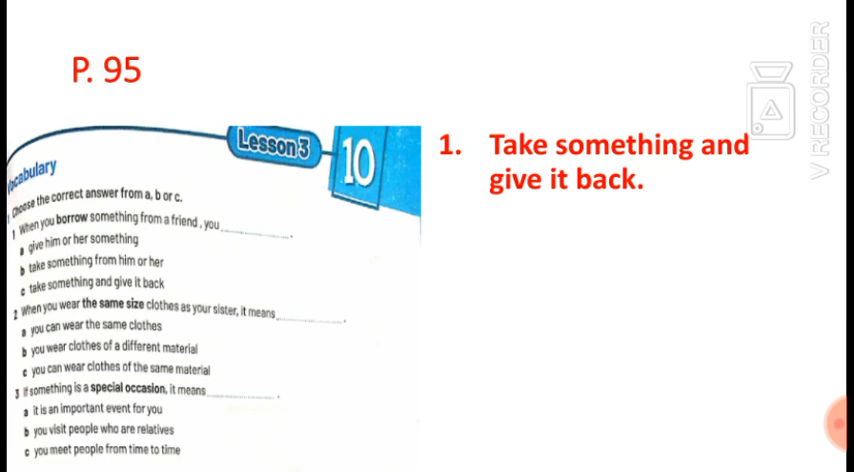 P. 95
Lesson 3
10
Vocabulary
1 Choose the correct answer from a, b or c.
1 When you borrow something from a friend, you__________.
a give him or her something
b take something from him or her
c take something and give it back
2 When you wear the same size clothes as your sister, it means__________.
a you can wear the same clothes
b you wear clothes of a different material
c you can wear clothes of the same material
3 If something is a special occasion, it means__________.
a it is an important event for you
b you visit people who are relatives
c you meet people from time to time
1. Take something and
give it back.
V RECORDER